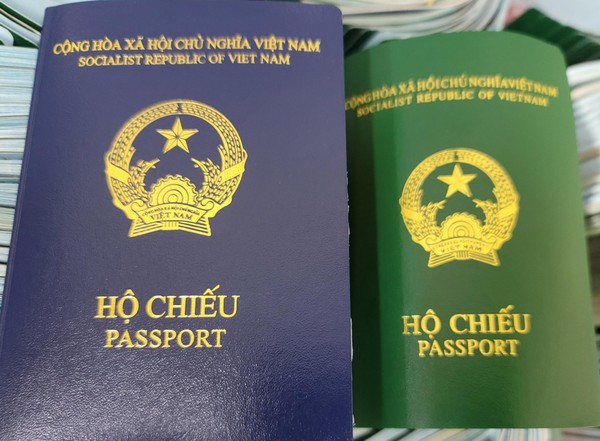 CỘNG HÒA XÃ HỘI CHỦ NGHĨA VIỆT NAM
SOCIALIST REPUBLIC OF VIET NAM
VIỆT NAM
HỘ CHIẾU
PASSPORT
CỘNG HÒA XÃ HỘI CHỦ NGHĨA VIỆT NAM
SOCIALIST REPUBLIC OF VIETNAM
VIỆT NAM
HỘ CHIẾU
PASSPORT